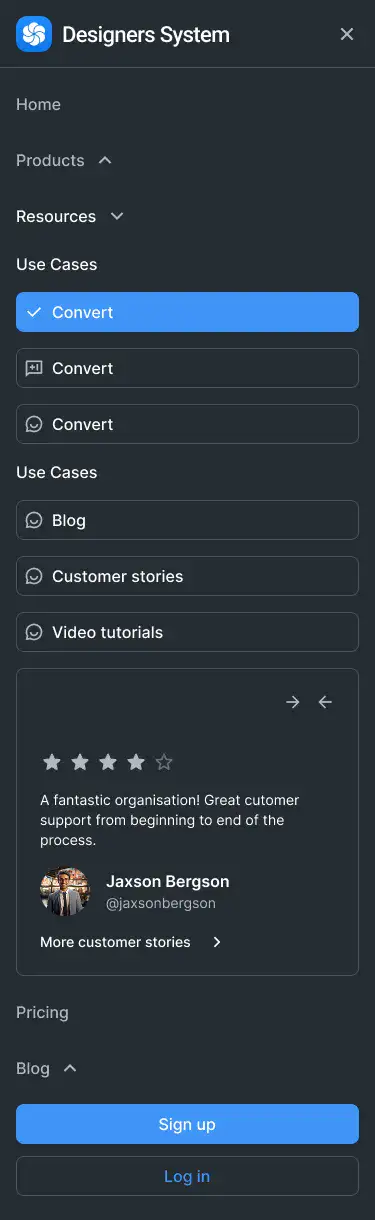 Designers System
Home
Products
Resources
Use Cases
Convert
Convert
Convert
Use Cases
Blog
Customer stories
Video tutorials
A fantastic organisation! Great cutomer
support from beginning to end of the
process.
Jaxson Bergson
@jaxsonbergson
More customer stories
Pricing
Blog
Sign up
Log in